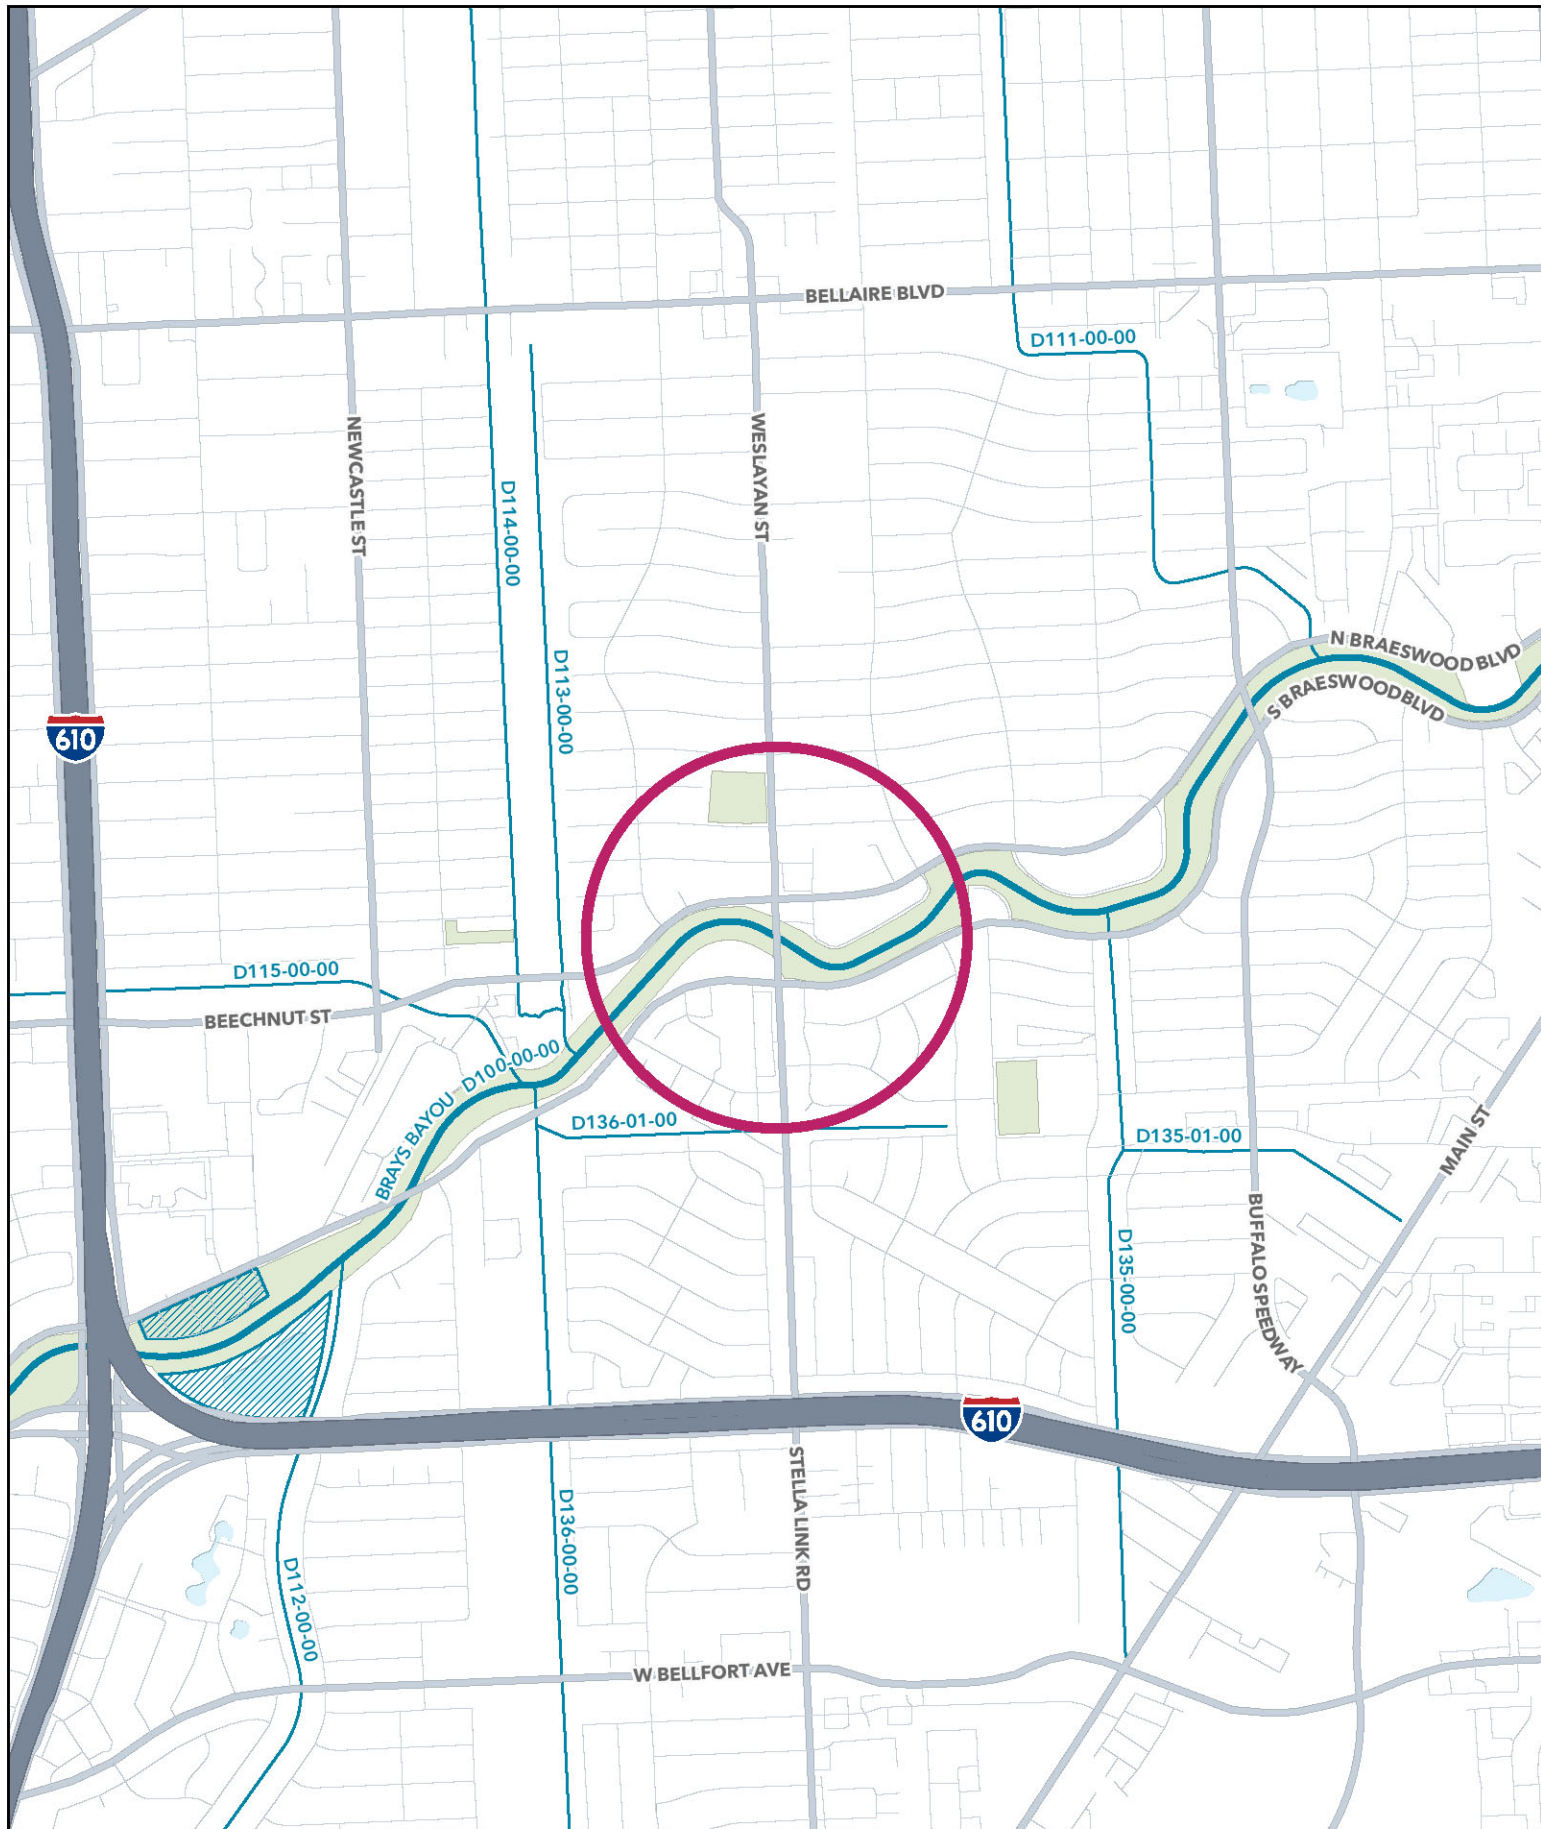 BELLAIRE BLVD
D111-00-00
NEWCASTLE ST
WESLAYAN ST
D114-00-00
N BRAESWOOD BLVD
S BRAESWOOD BLVD
D113-00-00
610
D115-00-00
BEECHNUT ST
D100-00-00
BRAYS BAYOU
D136-01-00
D135-01-00
MAIN ST
BUFFALO SPEEDWAY
D135-00-00
610
STELLA LINK RD
D136-00-00
D112-00-00
W BELLFORT AVE